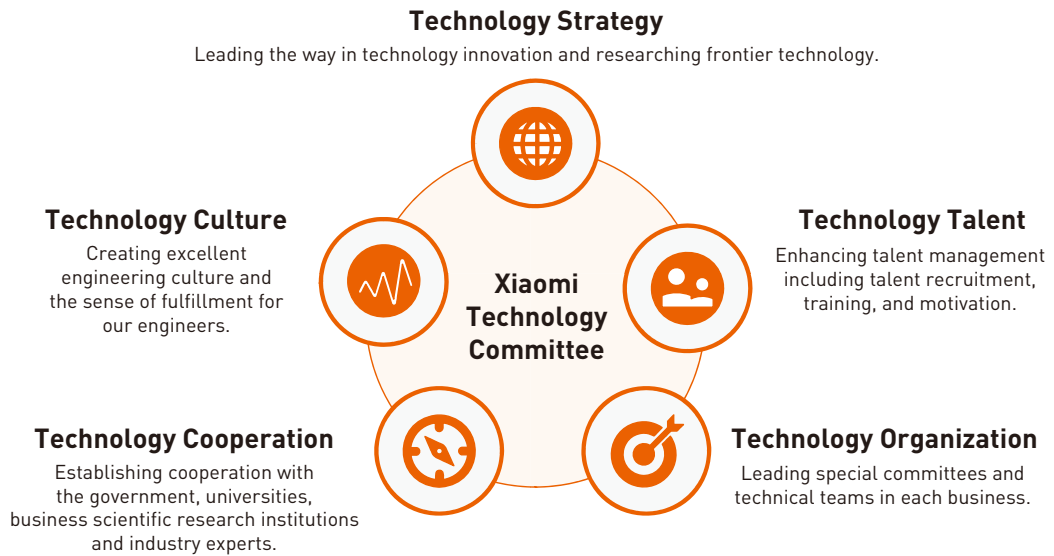 Technology Strategy
Leading the way in technology innovation and researching frontier technology.
Technology Culture
Creating excellent
engineering culture and
the sense of fulfillment for
our engineers.
Technology Talent
Enhancing talent management
including talent recruitment,
training, and motivation.
Xiaomi
Technology
Committee
Technology Cooperation
Establishing cooperation with
the government, universities,
business scientific research institutions
and industry experts.
Technology Organization
Leading special committees and
technical teams in each business.